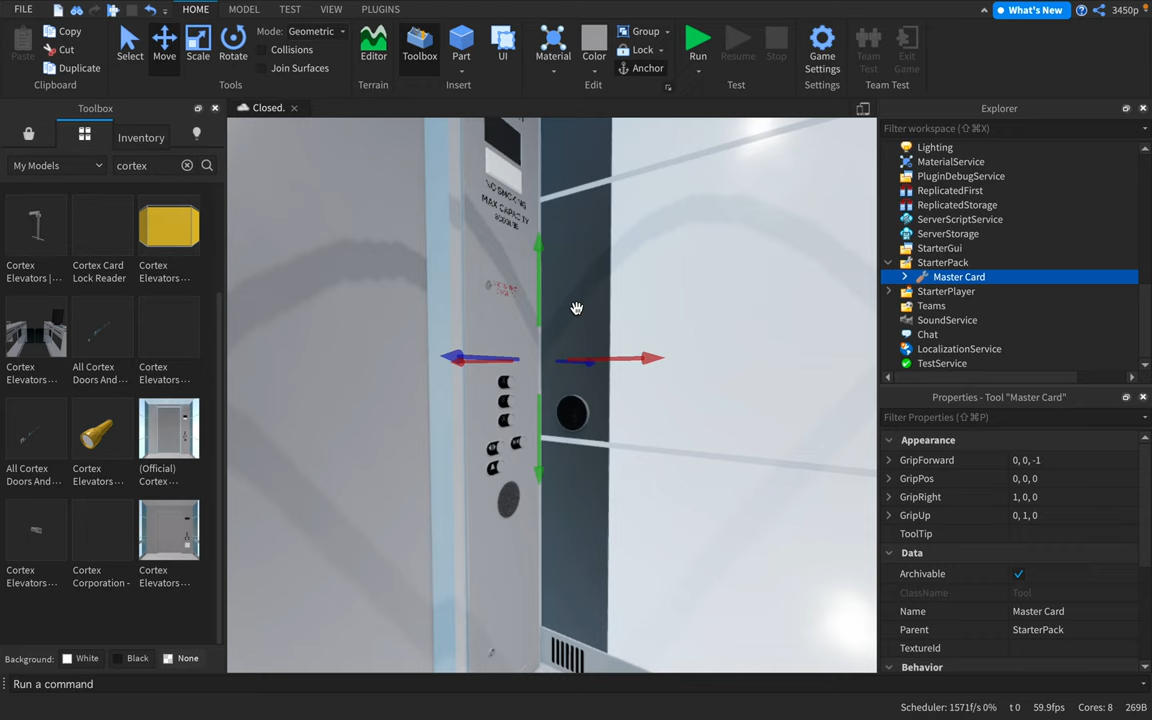 FILE HOME MODEL TEST VIEW PLUGINS What's New 3450p
Paste Copy Cut Duplicate Clipboard
Select Move Scale Rotate Mode: Geometric Collisions Join Surfaces Tools
Editor Terrain Toolbox Part UI Insert
Material Color Group Lock Anchor Edit
Run Resume Stop Test
Game Settings Settings
Team Test Exit Game Team Test
Toolbox
Inventory
My Models cortex
Cortex Elevators |...
Cortex Card Lock Reader
Cortex Elevators...
Cortex Elevators...
All Cortex Doors And...
Cortex Elevators...
All Cortex Doors And...
Cortex Elevators...
(Official) Cortex...
Cortex Elevators...
Cortex Corporation -
Cortex Elevators...
Background: White Black None
Run a command
Closed.
NO SMOKING
MAX CAPACITY
Explorer
Filter workspace (⇧⌘X)
Lighting
MaterialService
PluginDebugService
ReplicatedFirst
ReplicatedStorage
ServerScriptService
ServerStorage
StarterGui
StarterPack
Master Card
StarterPlayer
Teams
SoundService
Chat
LocalizationService
TestService
Properties - Tool "Master Card"
Filter Properties (⇧⌘P)
Appearance
GripForward 0, 0, -1
GripPos 0, 0, 0
GripRight 1, 0, 0
GripUp 0, 1, 0
ToolTip
Data
Archivable
ClassName Tool
Name Master Card
Parent StarterPack
TextureId
Behavior
Scheduler: 1571f/s 0% t 0 59.9fps Cores: 8 269B